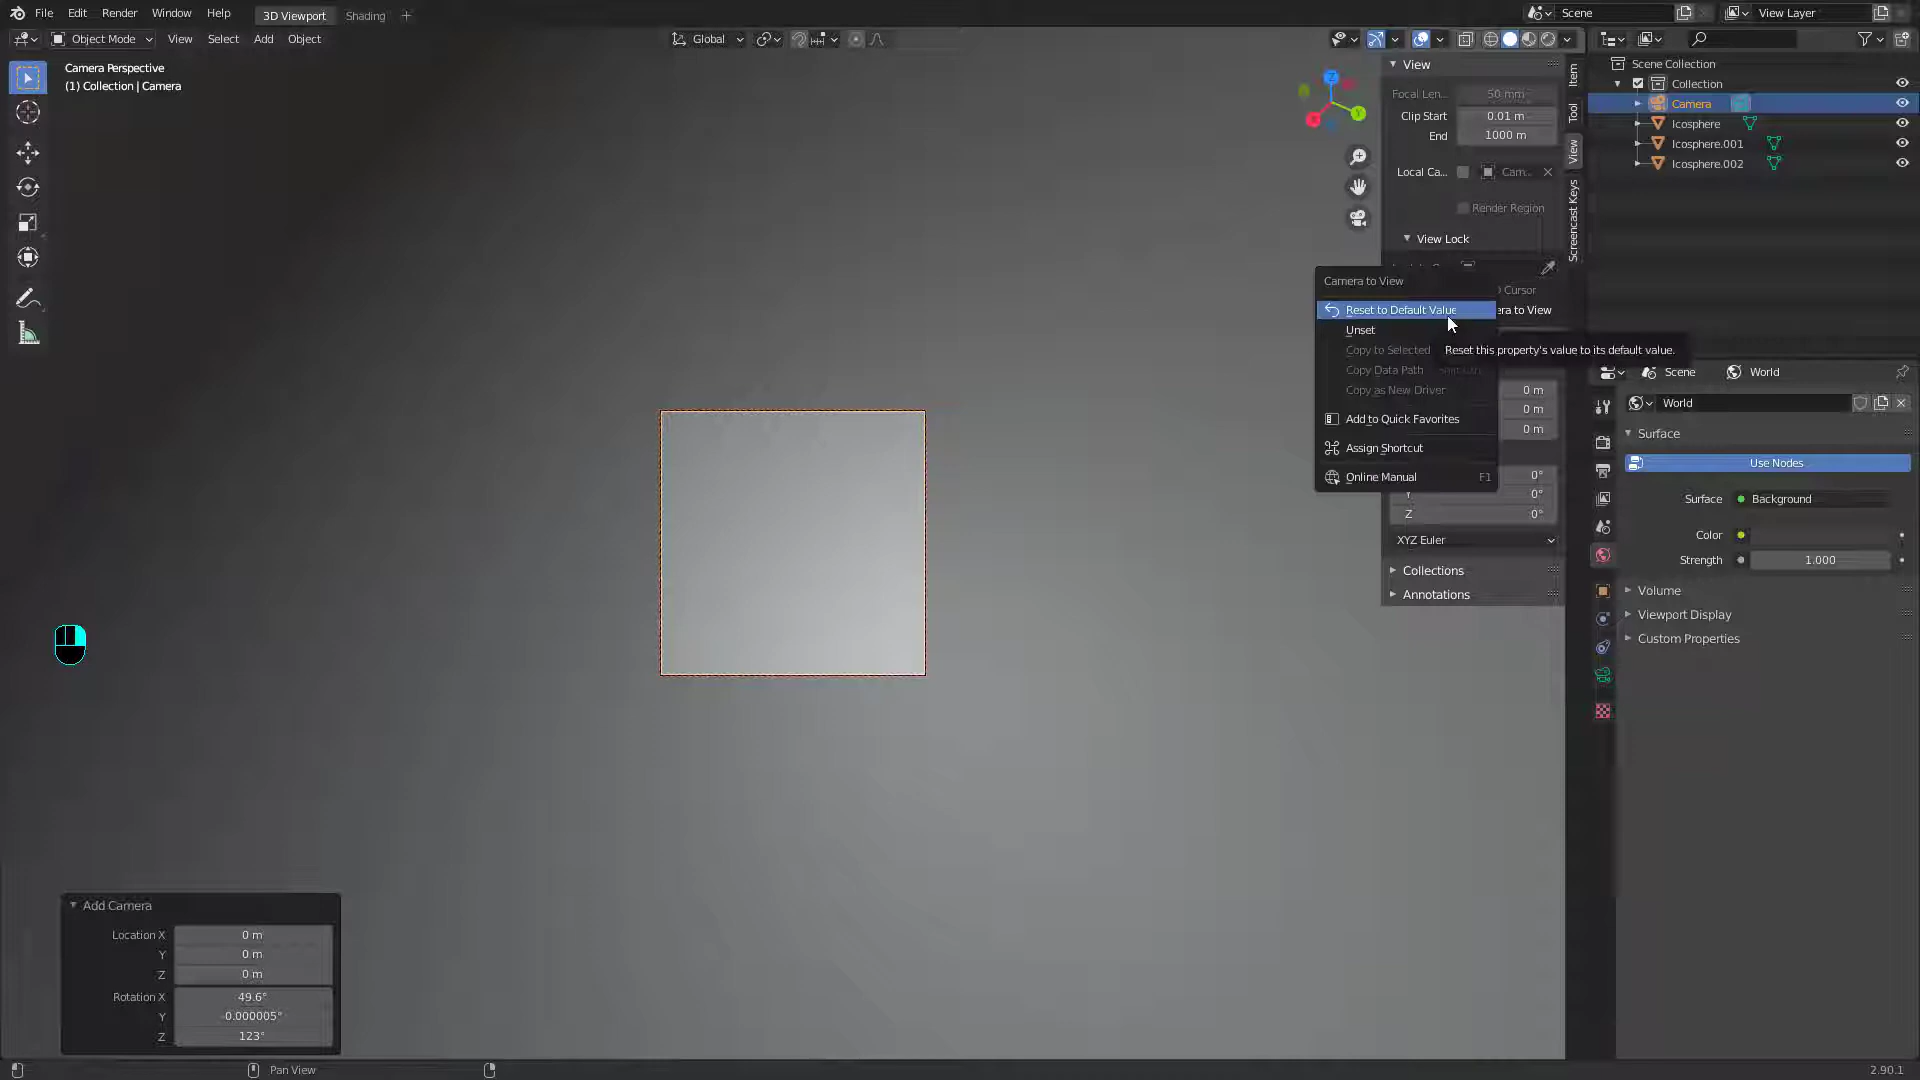 File Edit Render Window Help 3D Viewport Shading + Scene View Layer
Object Mode View Select Add Object Global
Camera Perspective
(1) Collection | Camera
View
Focal Len... 50 mm
Clip Start 0.01 m
End 1000 m
Local Ca... Cam...
Render Region
View Lock
Cursor
era to View
Camera to View
Reset to Default Value
Unset
Copy to Selected
Copy Data Path
Copy as New Driver
Add to Quick Favorites
Assign Shortcut
Online Manual F1
Reset this property's value to its default value.
0 m
0 m
0 m
0°
Y 0°
Z 0°
XYZ Euler
Collections
Annotations
Item
Tool
View
Screencast Keys
Scene Collection
Collection
Camera
Icosphere
Icosphere.001
Icosphere.002
Scene World
World
Surface
Use Nodes
Surface Background
Color
Strength 1.000
Volume
Viewport Display
Custom Properties
Add Camera
Location X 0 m
Y 0 m
Z 0 m
Rotation X 49.6°
Y 0.000005°
Z 123°
Pan View
2.90.1